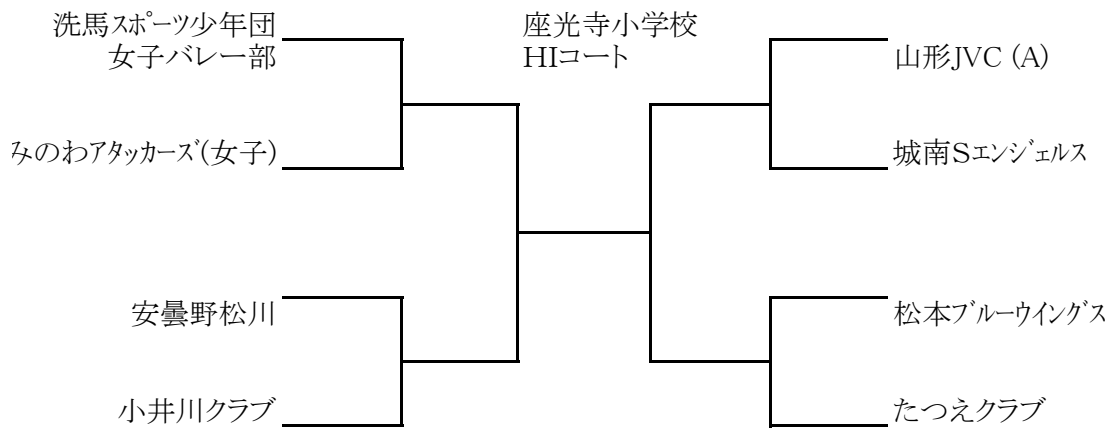 洗馬スポーツ少年団
女子バレー部
みのわアタッカーズ(女子)
安曇野松川
小井川クラブ
座光寺小学校
HIコート
山形JVC (A)
城南Sエンジェルス
松本ブルーウイングス
たつえクラブ